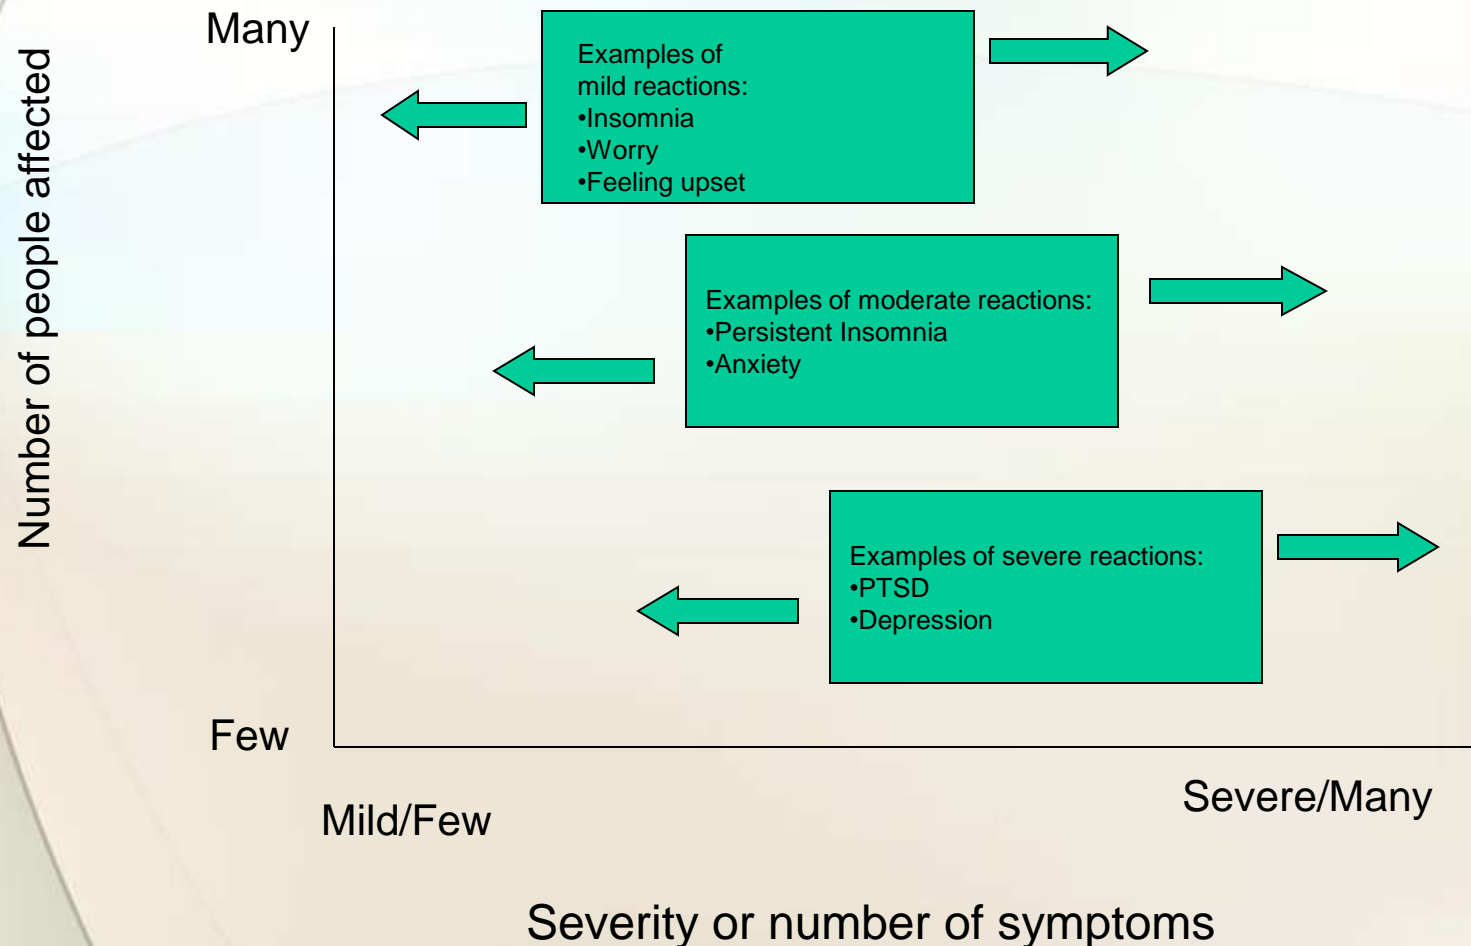 Number of people affected
Many
Examples of
mild reactions:
•Insomnia
•Worry
•Feeling upset
Examples of moderate reactions:
•Persistent Insomnia
•Anxiety
Examples of severe reactions:
•PTSD
•Depression
Few
Mild/Few
Severe/Many
Severity or number of symptoms